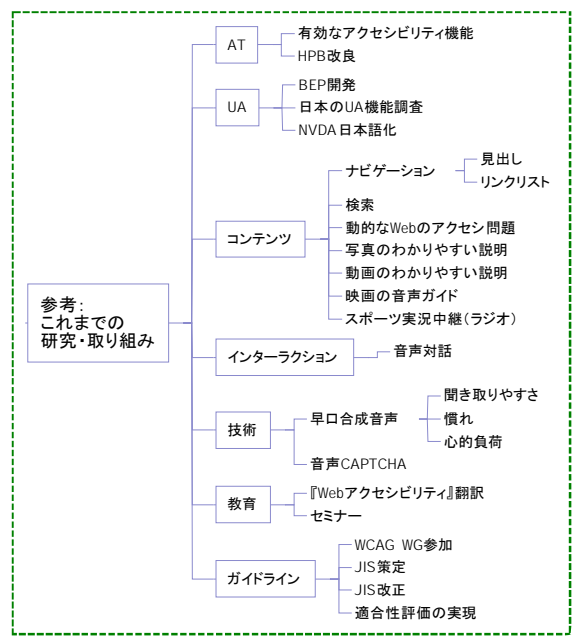 参考:
これまでの
研究・取り組み
AT
有効なアクセシビリティ機能
HPB改良
UA
BEP開発
日本のUA機能調査
NVDA日本語化
コンテンツ
ナビゲーション
見出し
リンクリスト
検索
動的なWebのアクセシ問題
写真のわかりやすい説明
動画のわかりやすい説明
映画の音声ガイド
スポーツ実況中継(ラジオ)
インターラクション
音声対話
技術
早口合成音声
聞き取りやすさ
慣れ
心的負荷
音声CAPTCHA
教育
『Webアクセシビリティ』翻訳
セミナー
ガイドライン
WCAG WG参加
JIS策定
JIS改正
適合性評価の実現